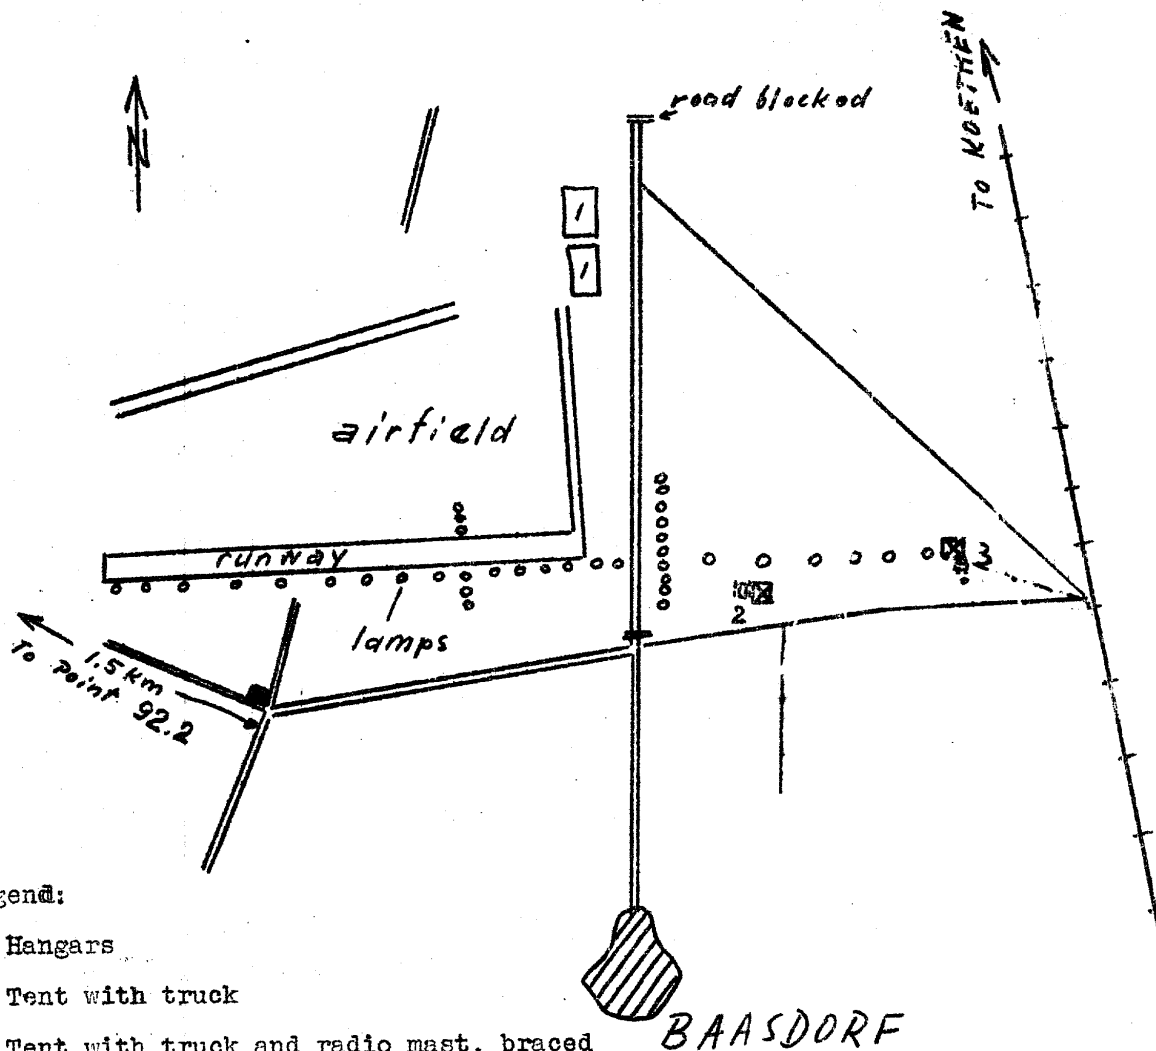 TO KOETHEN
road blocked
N
1
1
airfield
runway
3
2
lamps
1.5 km
To Point 92.2
gend:
Hangars
Tent with truck
Tent with truck and radio mast, braced
BAASDORF